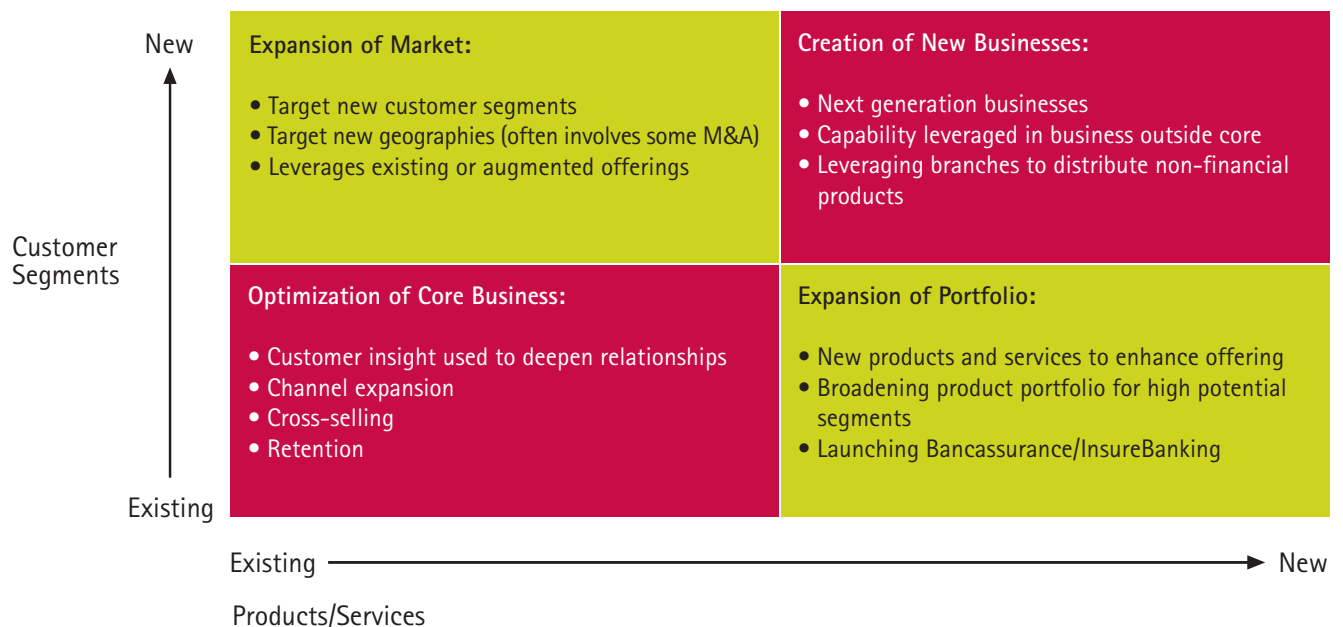 New
Expansion of Market:
• Target new customer segments
• Target new geographies (often involves some M&A)
• Leverages existing or augmented offerings
Creation of New Businesses:
• Next generation businesses
• Capability leveraged in business outside core
• Leveraging branches to distribute non-financial
products
Customer
Segments
Optimization of Core Business:
• Customer insight used to deepen relationships
• Channel expansion
• Cross-selling
• Retention
Expansion of Portfolio:
• New products and services to enhance offering
• Broadening product portfolio for high potential
segments
• Launching Bancassurance/InsureBanking
Existing
Existing
New
Products/Services